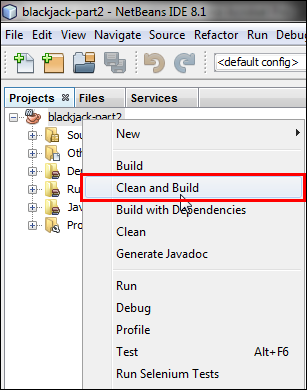 blackjack-part2 - NetBeans IDE 8.1
File Edit View Navigate Source Refactor Run Debug
<default config>
Projects Files Services
blackjack-part2
Sou
Oth
De
Ru
Jav
Pro
New
Build
Clean and Build
Build with Dependencies
Clean
Generate Javadoc
Run
Debug
Profile
Test Alt+F6
Run Selenium Tests